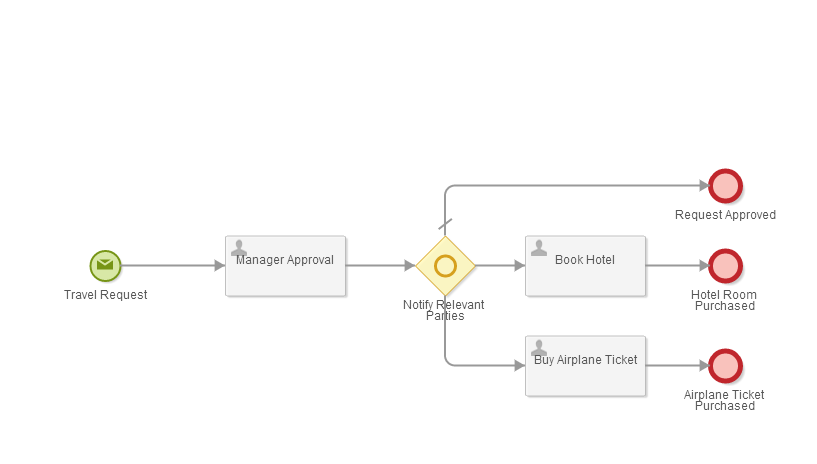 Request Approved
Travel Request
Manager Approval
Notify Relevant
Parties
Book Hotel
Hotel Room
Purchased
Buy Airplane Ticket
Airplane Ticket
Purchased